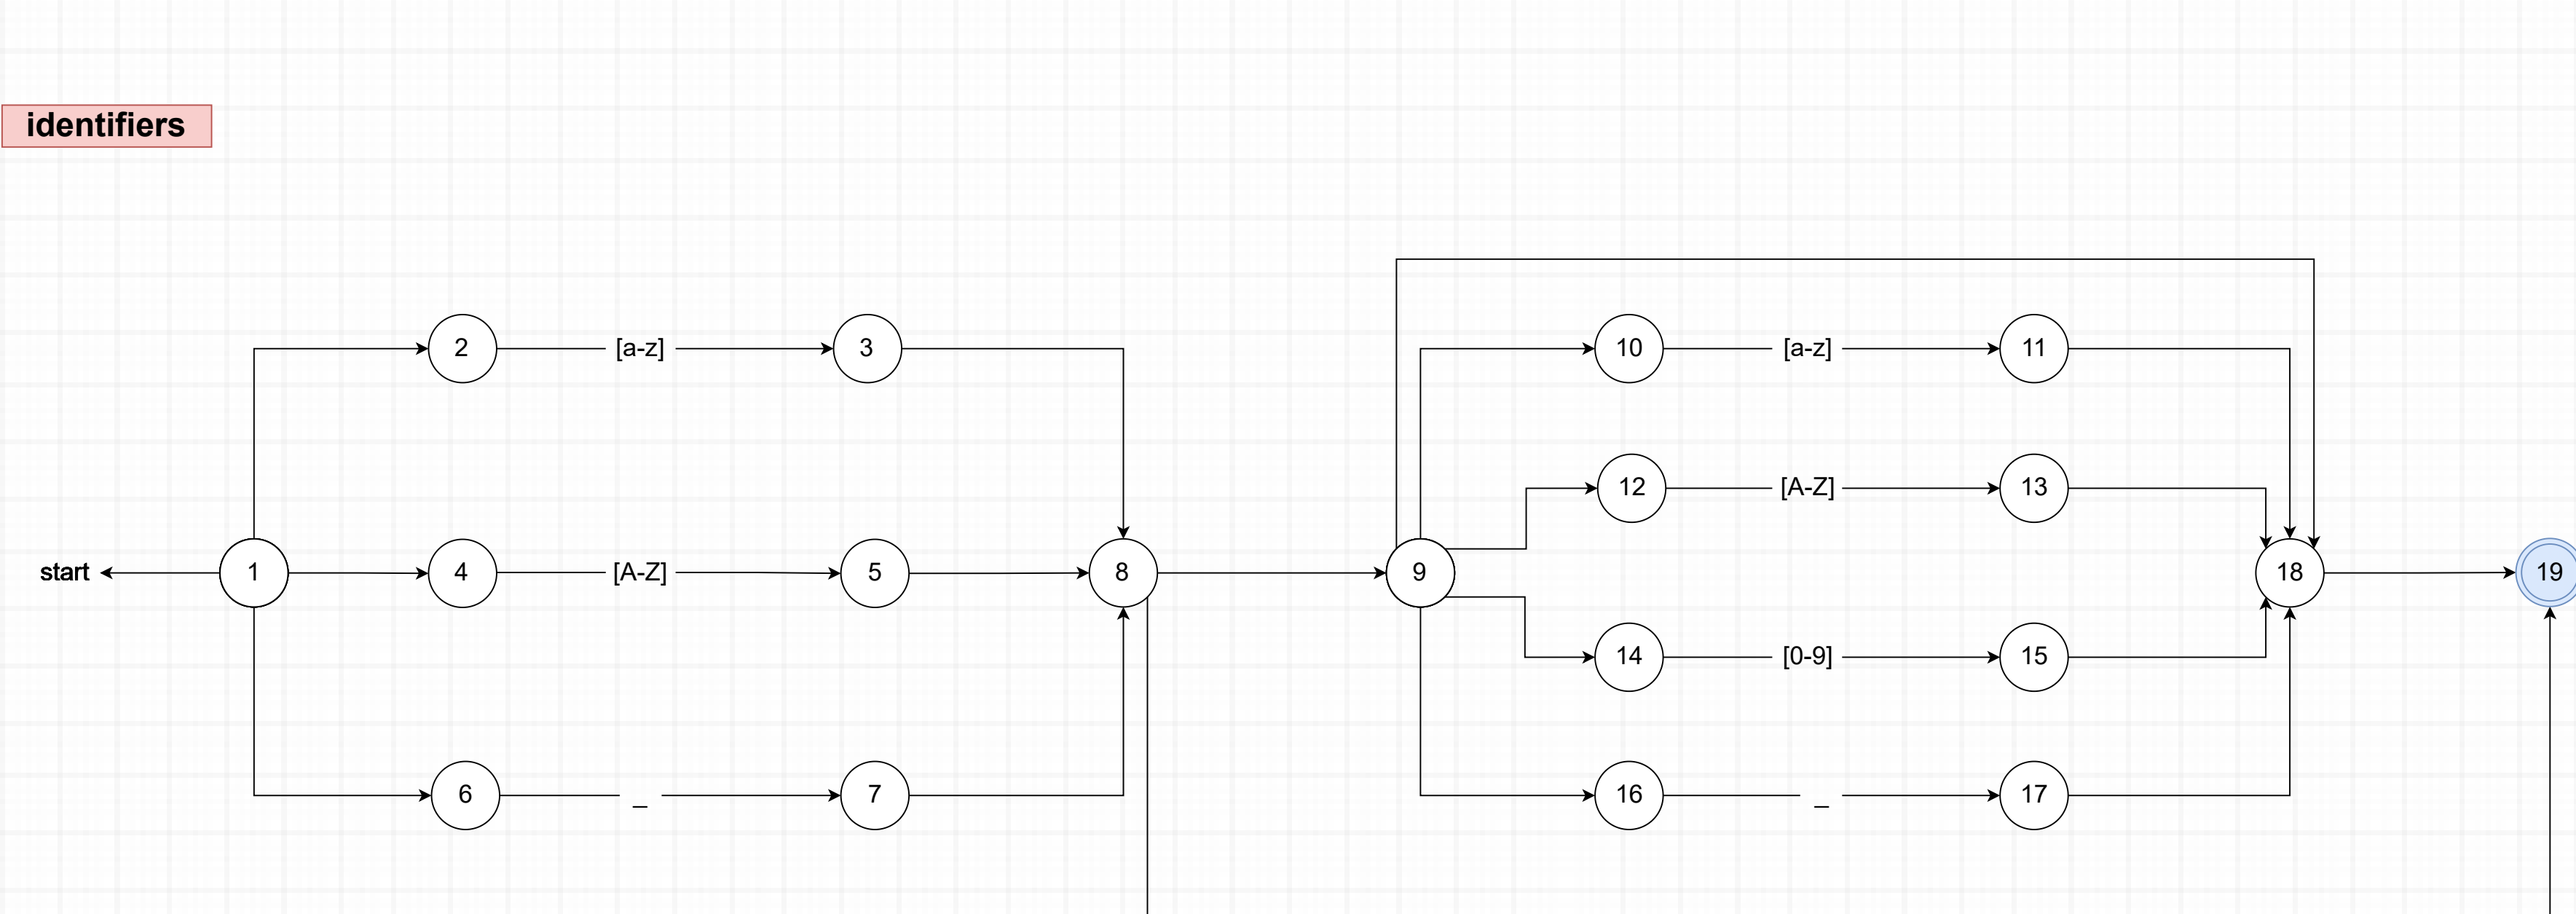 identifiers
2 [a-z] 3 10 [a-z] 11
12 [A-Z] 13
start 1 4 [A-Z] 5 8 9 18 19
14 [0-9] 15
6 _ 7 16 _ 17